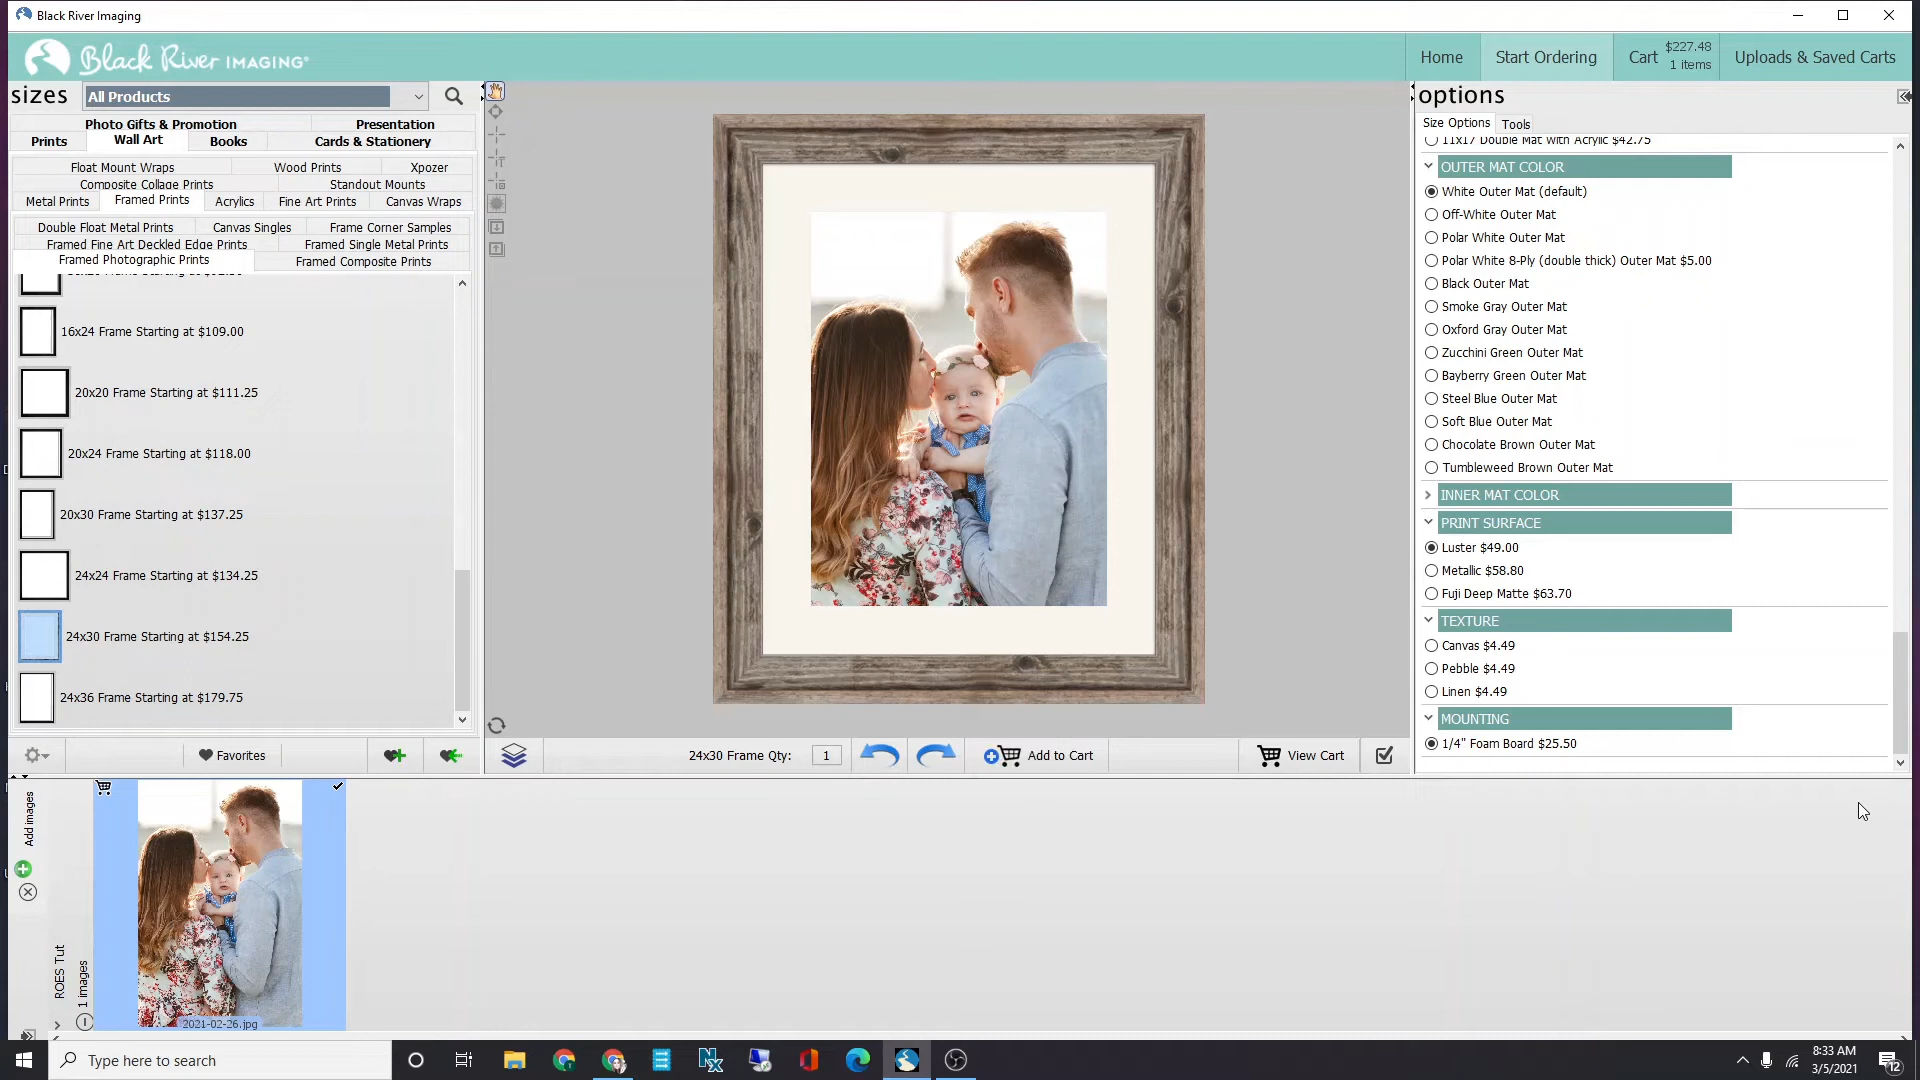 Black River Imaging
Black River IMAGING®
Home
Start Ordering
Cart
$227.48
1 items
Uploads & Saved Carts
sizes
All Products
Photo Gifts & Promotion
Presentation
Prints
Wall Art
Books
Cards & Stationery
Float Mount Wraps
Wood Prints
Xpozer
Composite Collage Prints
Standout Mounts
Metal Prints
Framed Prints
Acrylics
Fine Art Prints
Canvas Wraps
Double Float Metal Prints
Canvas Singles
Frame Corner Samples
Framed Fine Art Deckled Edge Prints
Framed Single Metal Prints
Framed Photographic Prints
Framed Composite Prints
16x24 Frame Starting at $109.00
20x20 Frame Starting at $111.25
20x24 Frame Starting at $118.00
20x30 Frame Starting at $137.25
24x24 Frame Starting at $134.25
24x30 Frame Starting at $154.25
24x36 Frame Starting at $179.75
Favorites
24x30 Frame Qty:
1
Add to Cart
View Cart
options
Size Options
Tools
11x17 Double Mat with Acrylic $42.75
OUTER MAT COLOR
White Outer Mat (default)
Off-White Outer Mat
Polar White Outer Mat
Polar White 8-Ply (double thick) Outer Mat $5.00
Black Outer Mat
Smoke Gray Outer Mat
Oxford Gray Outer Mat
Zucchini Green Outer Mat
Bayberry Green Outer Mat
Steel Blue Outer Mat
Soft Blue Outer Mat
Chocolate Brown Outer Mat
Tumbleweed Brown Outer Mat
INNER MAT COLOR
PRINT SURFACE
Luster $49.00
Metallic $58.80
Fuji Deep Matte $63.70
TEXTURE
Canvas $4.49
Pebble $4.49
Linen $4.49
MOUNTING
1/4" Foam Board $25.50
Add images
ROES Tut
1 images
2021-02-26.jpg
Type here to search
8:33 AM
3/5/2021
12